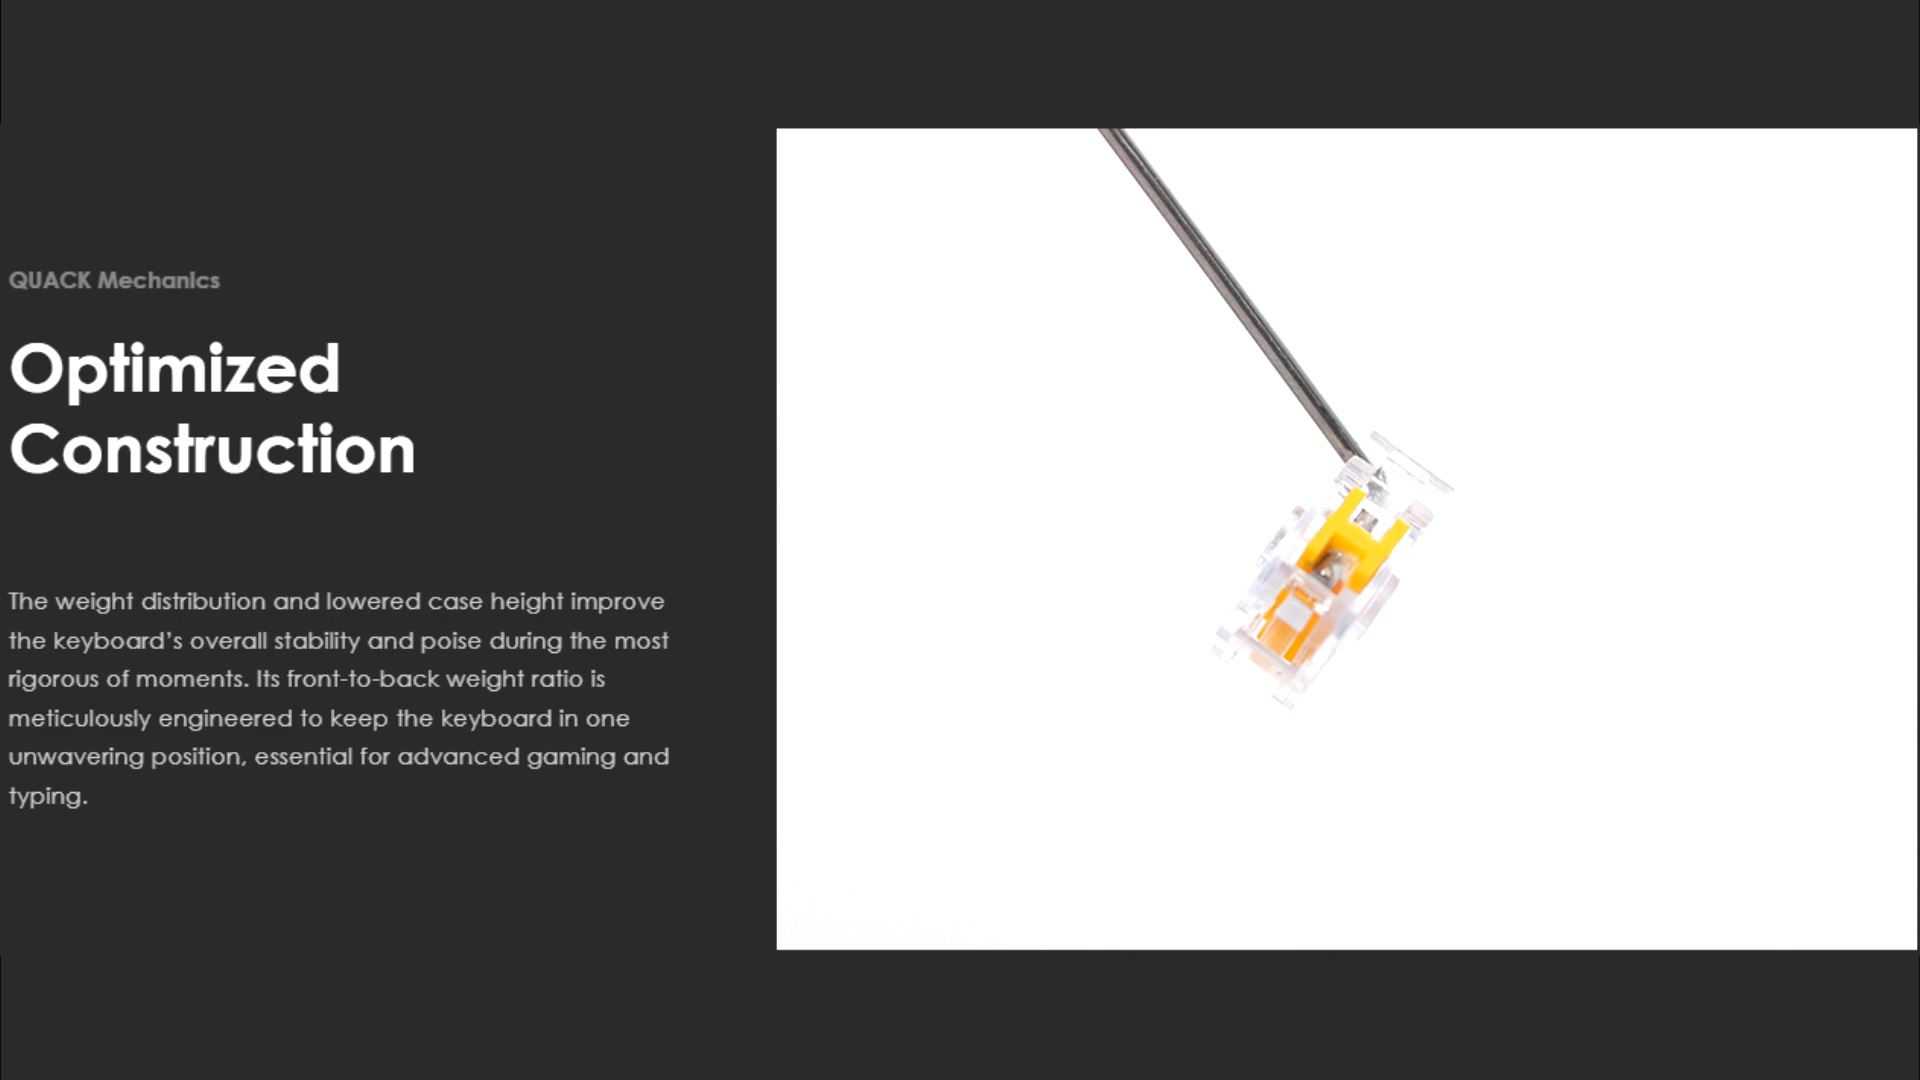 QUACK Mechanics
Optimized
Construction
The weight distribution and lowered case height improve
the keyboard’s overall stability and poise during the most
rigorous of moments. Its front-to-back weight ratio is
meticulously engineered to keep the keyboard in one
unwavering position, essential for advanced gaming and
typing.